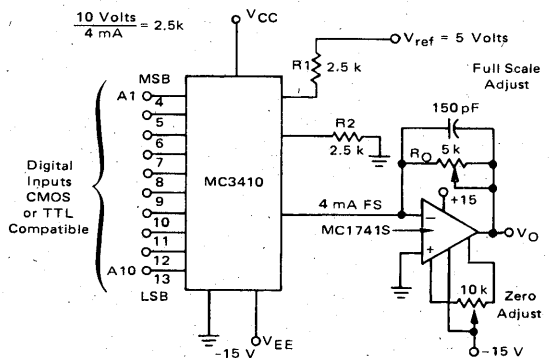 10 Volts
4 mA
= 2.5k
VCC
Vref = 5 Volts
R1
2.5 k
Full Scale
Adjust
MSB
A1
4
5
6
7
8
9
10
11
12
A10
13
LSB
Digital
Inputs
CMOS
or TTL
Compatible
MC3410
R2
2.5 k
150 pF
RO
5 k
+15
4 mA FS
MC1741S
−
+
VO
10 k
Zero
Adjust
-15 V
VEE
-15 V